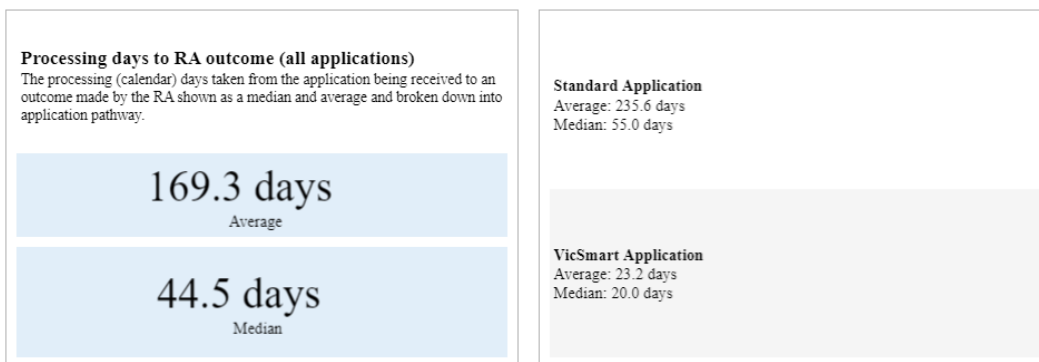 Processing days to RA outcome (all applications)
The processing (calendar) days taken from the application being received to an
outcome made by the RA shown as a median and average and broken down into
application pathway.
169.3 days
Average
44.5 days
Median
Standard Application
Average: 235.6 days
Median: 55.0 days
VicSmart Application
Average: 23.2 days
Median: 20.0 days